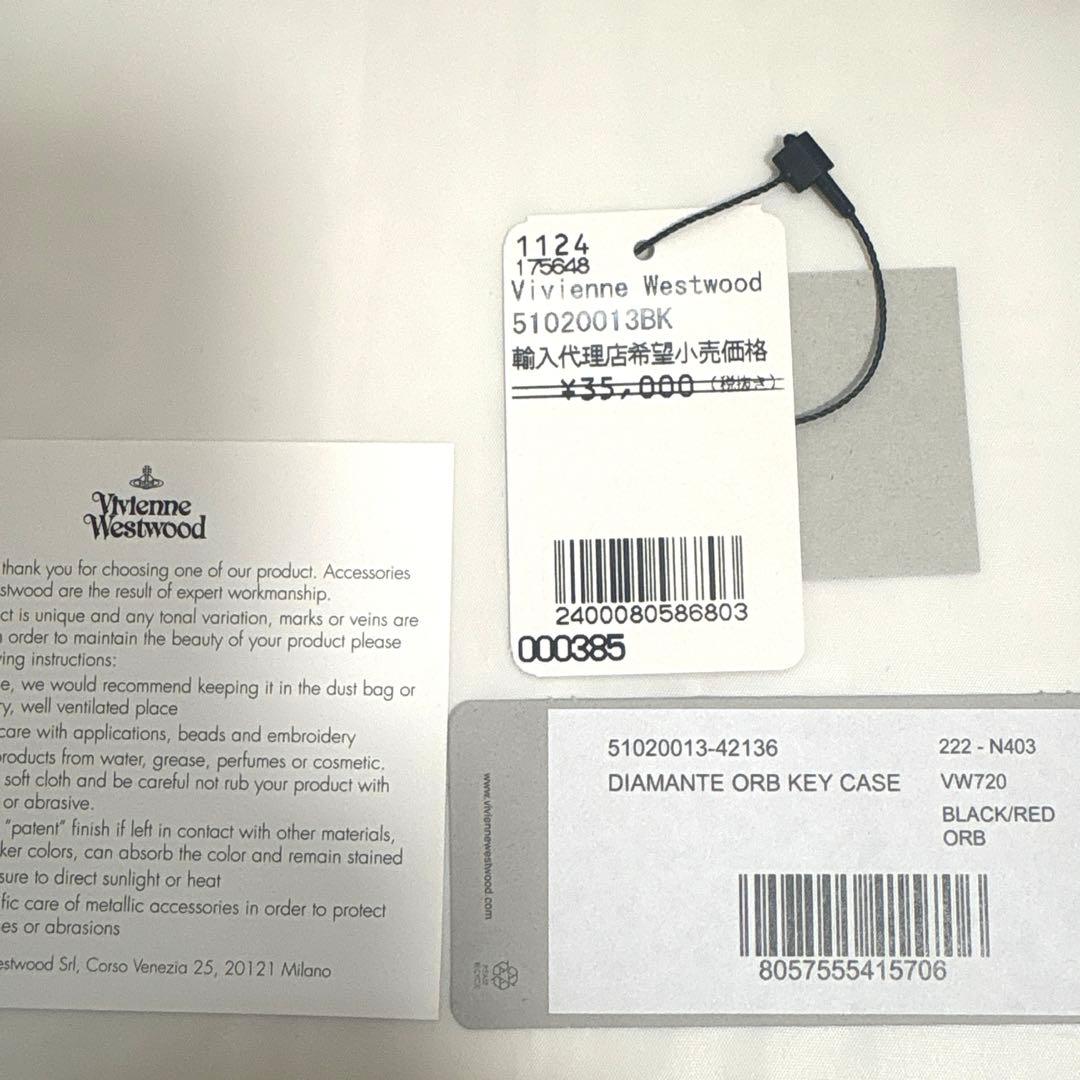 1124
175648
Vivienne Westwood
51020013BK
輸入代理店希望小売価格
¥35,000 (税抜き)
2400080586803
000385
Vivienne
Westwood
thank you for choosing one of our product. Accessories
stwood are the result of expert workmanship.
ct is unique and any tonal variation, marks or veins are
order to maintain the beauty of your product please
ing instructions:
e, we would recommend keeping it in the dust bag or
y, well ventilated place
care with applications, beads and embroidery
roducts from water, grease, perfumes or cosmetic.
soft cloth and be careful not rub your product with
or abrasive.
"patent" finish if left in contact with other materials,
ker colors, can absorb the color and remain stained
sure to direct sunlight or heat
fic care of metallic accessories in order to protect
es or abrasions
estwood Srl, Corso Venezia 25, 20121 Milano
www.viviennewestwood.com
51020013-42136
222 - N403
DIAMANTE ORB KEY CASE
VW720
BLACK/RED
ORB
8057555415706